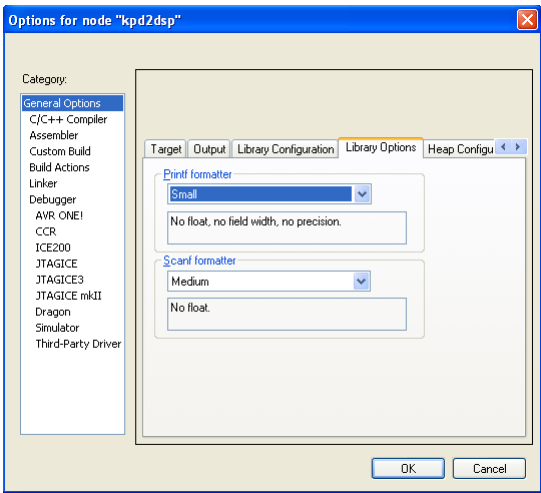 Options for node "kpd2dsp"
Category:
General Options
C/C++ Compiler
Assembler
Custom Build
Build Actions
Linker
Debugger
AVR ONE!
CCR
ICE200
JTAGICE
JTAGICE3
JTAGICE mkII
Dragon
Simulator
Third-Party Driver
Target Output Library Configuration Library Options Heap Configu
Printf formatter
Small
No float, no field width, no precision.
Scanf formatter
Medium
No float.
OK Cancel